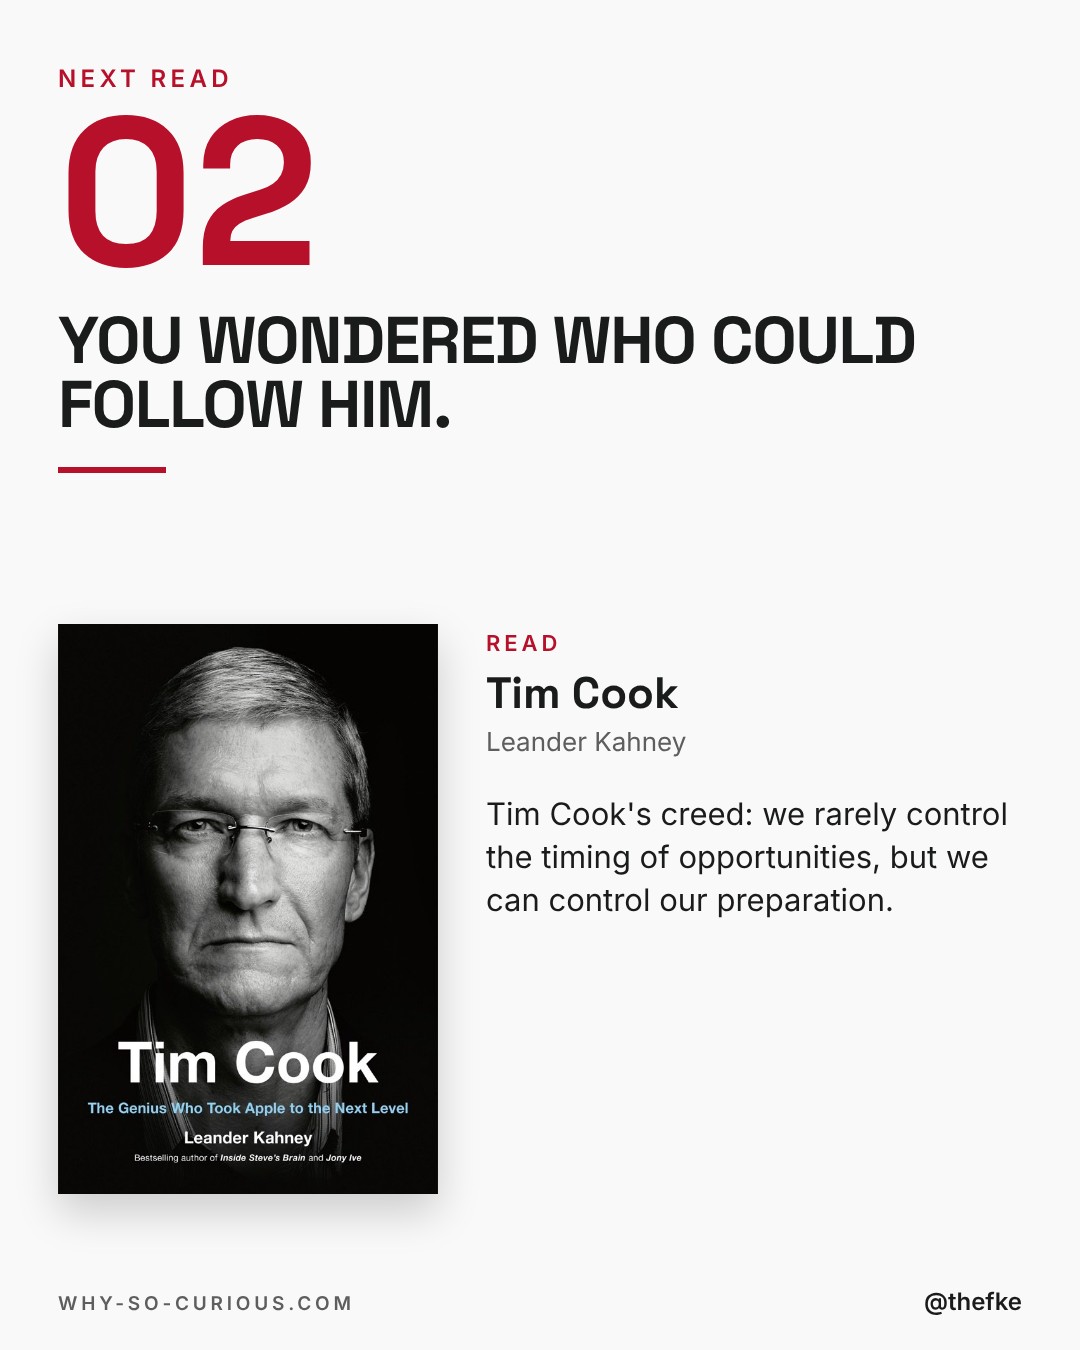 NEXT READ
02
YOU WONDERED WHO COULD
FOLLOW HIM.
READ
Tim Cook
Leander Kahney
Tim Cook's creed: we rarely control
the timing of opportunities, but we
can control our preparation.
Tim Cook
The Genius Who Took Apple to the Next Level
Leander Kahney
Bestselling author of Inside Steve's Brain and Jony Ive
WHY-SO-CURIOUS.COM
@thefke